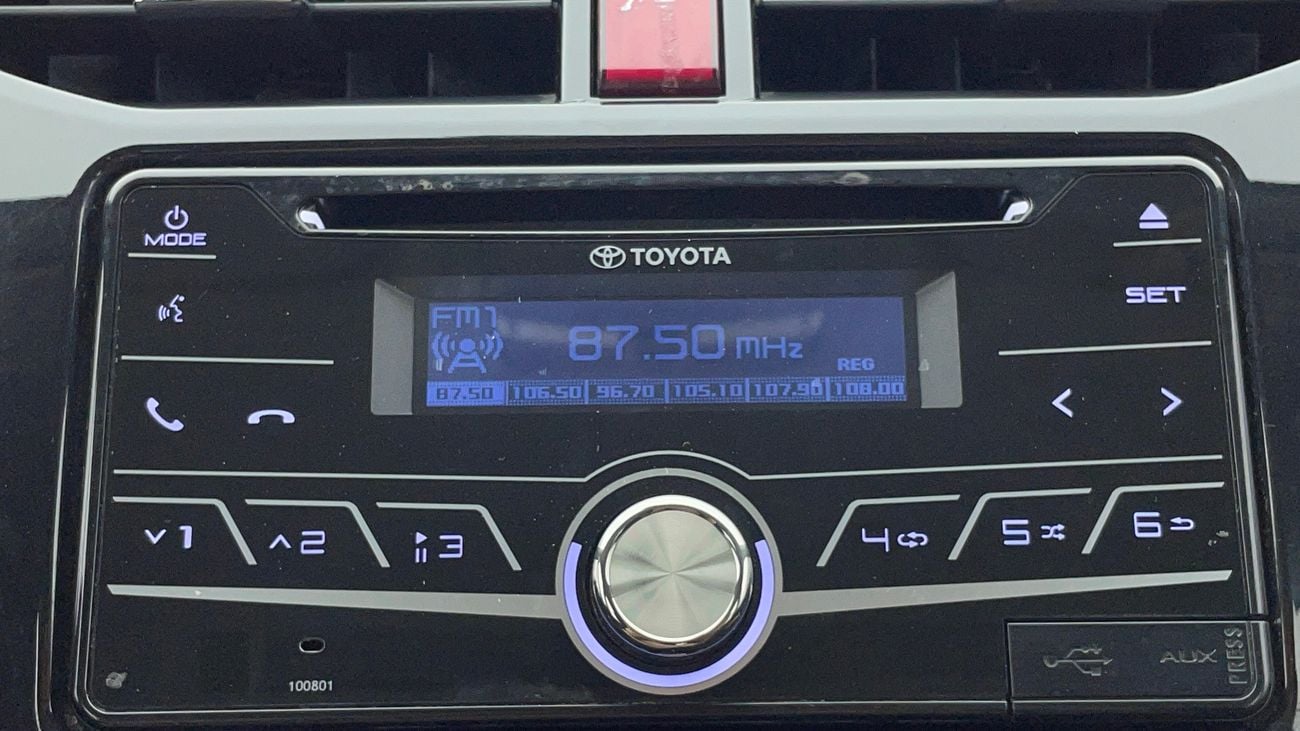 MODE
TOYOTA
SET
FM1
87.50 MHz
REG
87.50 106.50 96.70 105.10 107.90 108.00
1 2 3 4 5 6
100801
AUX
PRESS